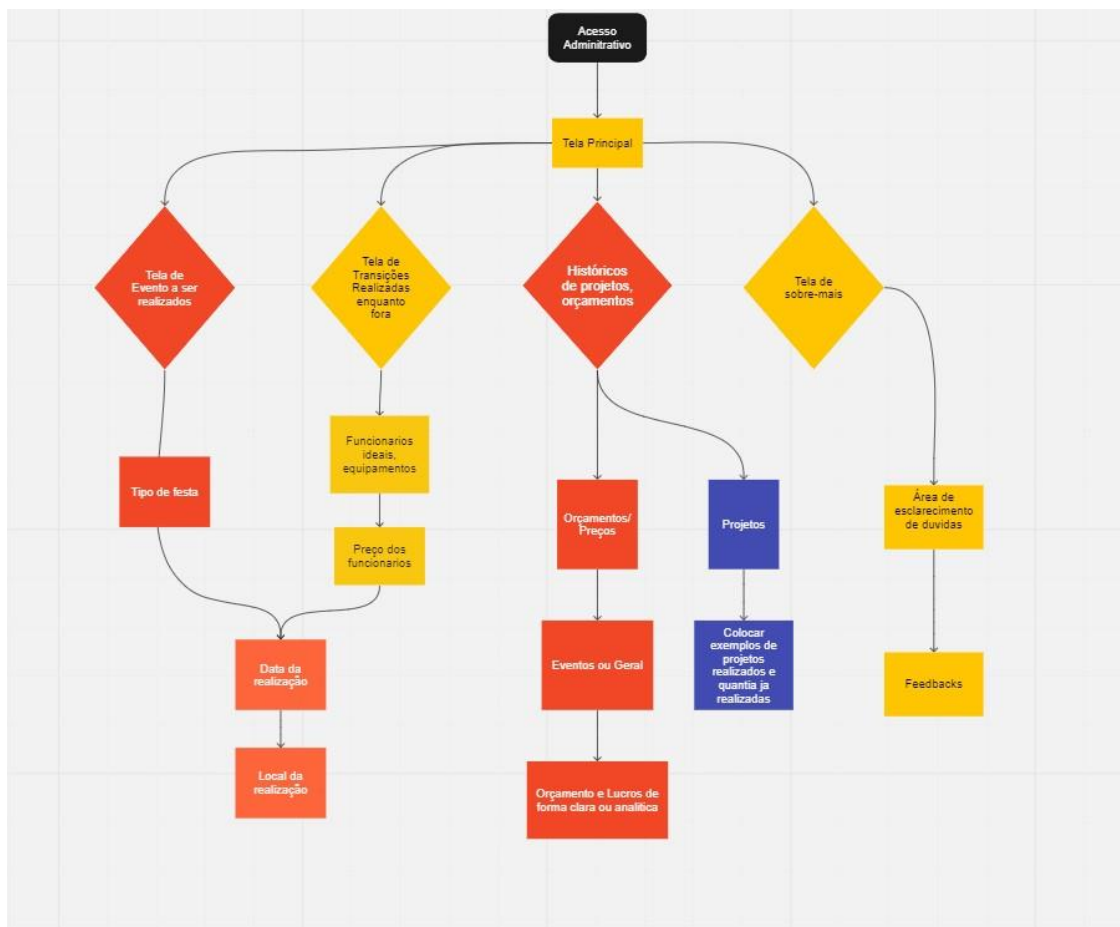 Acesso
Adminitrativo
Tela Principal
Tela de
Evento a ser
realizados
Tela de
Transições
Realizadas
enquanto
fora
Históricos
de projetos,
orçamentos
Tela de
sobre-mais
Funcionarios
ideais,
equipamentos
Tipo de festa
Orçamentos/
Preços
Projetos
Área de
esclarecimento
de duvidas
Preço dos
funcionarios
Data da
realização
Eventos ou Geral
Colocar
exemplos de
projetos
realizados e
quantia ja
realizadas
Feedbacks
Local da
realização
Orçamento e Lucros de
forma clara ou analitica